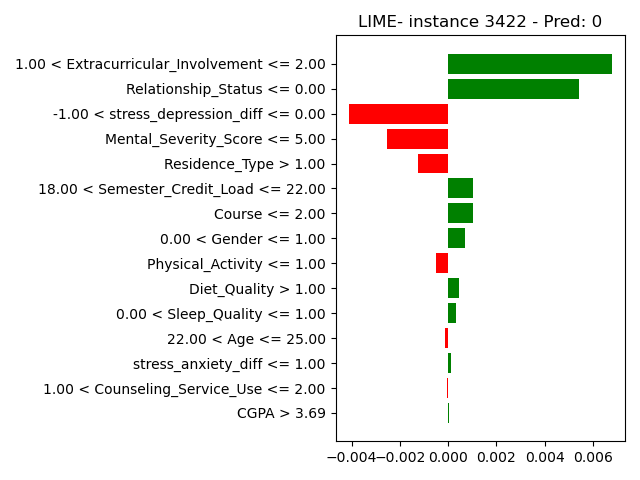 LIME- instance 3422 - Pred: 0
1.00 < Extracurricular_Involvement <= 2.00
Relationship_Status <= 0.00
-1.00 < stress_depression_diff <= 0.00
Mental_Severity_Score <= 5.00
Residence_Type > 1.00
18.00 < Semester_Credit_Load <= 22.00
Course <= 2.00
0.00 < Gender <= 1.00
Physical_Activity <= 1.00
Diet_Quality > 1.00
0.00 < Sleep_Quality <= 1.00
22.00 < Age <= 25.00
stress_anxiety_diff <= 1.00
1.00 < Counseling_Service_Use <= 2.00
CGPA > 3.69
−0.004 −0.002 0.000 0.002 0.004 0.006